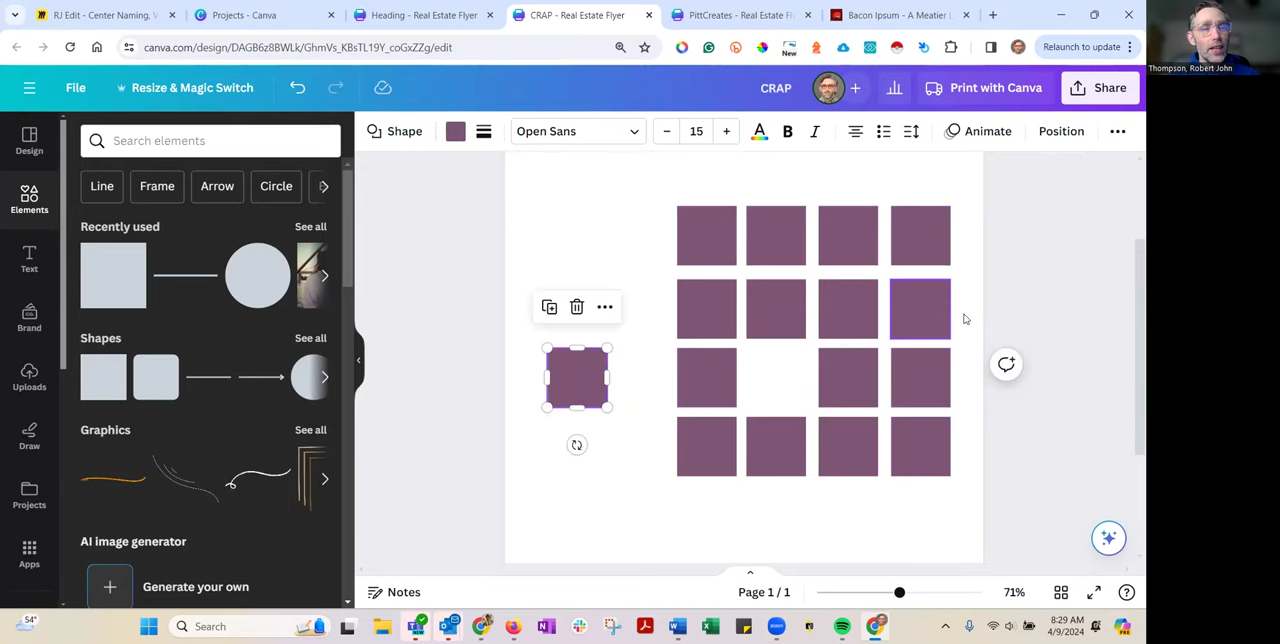 RJ Edit - Center Naming, V
Projects - Canva
Heading - Real Estate Flyer
CRAP - Real Estate Flyer
PittCreates - Real Estate Fl
Bacon Ipsum - A Meatier L
canva.com/design/DAGB6z8BWLk/GhmVs_KBsTL19Y_coGxZZg/edit
New
Relaunch to update
Thompson, Robert John
File
Resize & Magic Switch
CRAP
Print with Canva
Share
Design
Elements
Text
Brand
Uploads
Draw
Projects
Apps
Search elements
Line
Frame
Arrow
Circle
Recently used
See all
Shapes
See all
Graphics
See all
AI image generator
Generate your own
Shape
Open Sans
15
A
B
I
Animate
Position
Notes
Page 1 / 1
71%
54°
Search
8:29 AM
4/9/2024